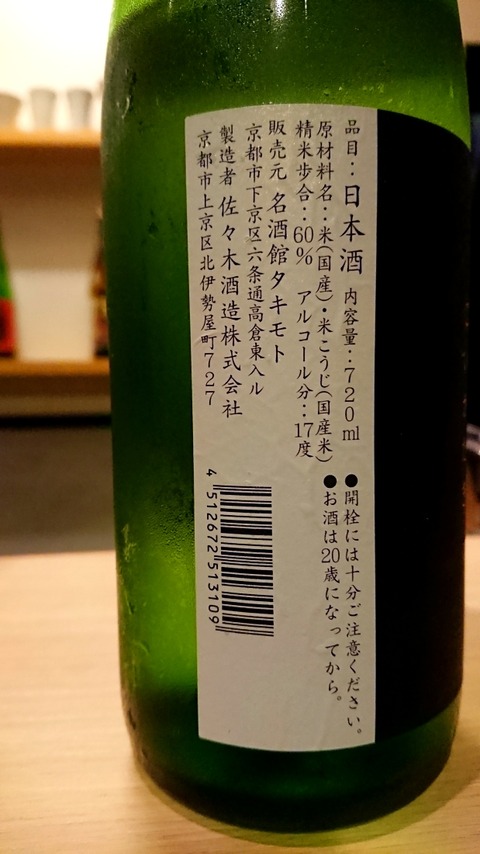 品目：日本酒 内容量：720ml
原材料名：米(国産)・米こうじ(国産米)
精米歩合：60% アルコール分：17度
販売元 名酒館タキモト
京都市下京区六条通高倉東入ル
製造者 佐々木酒造株式会社
京都市上京区北伊勢屋町727
●開栓には十分ご注意ください。
●お酒は20歳になってから。
4 512672 513109